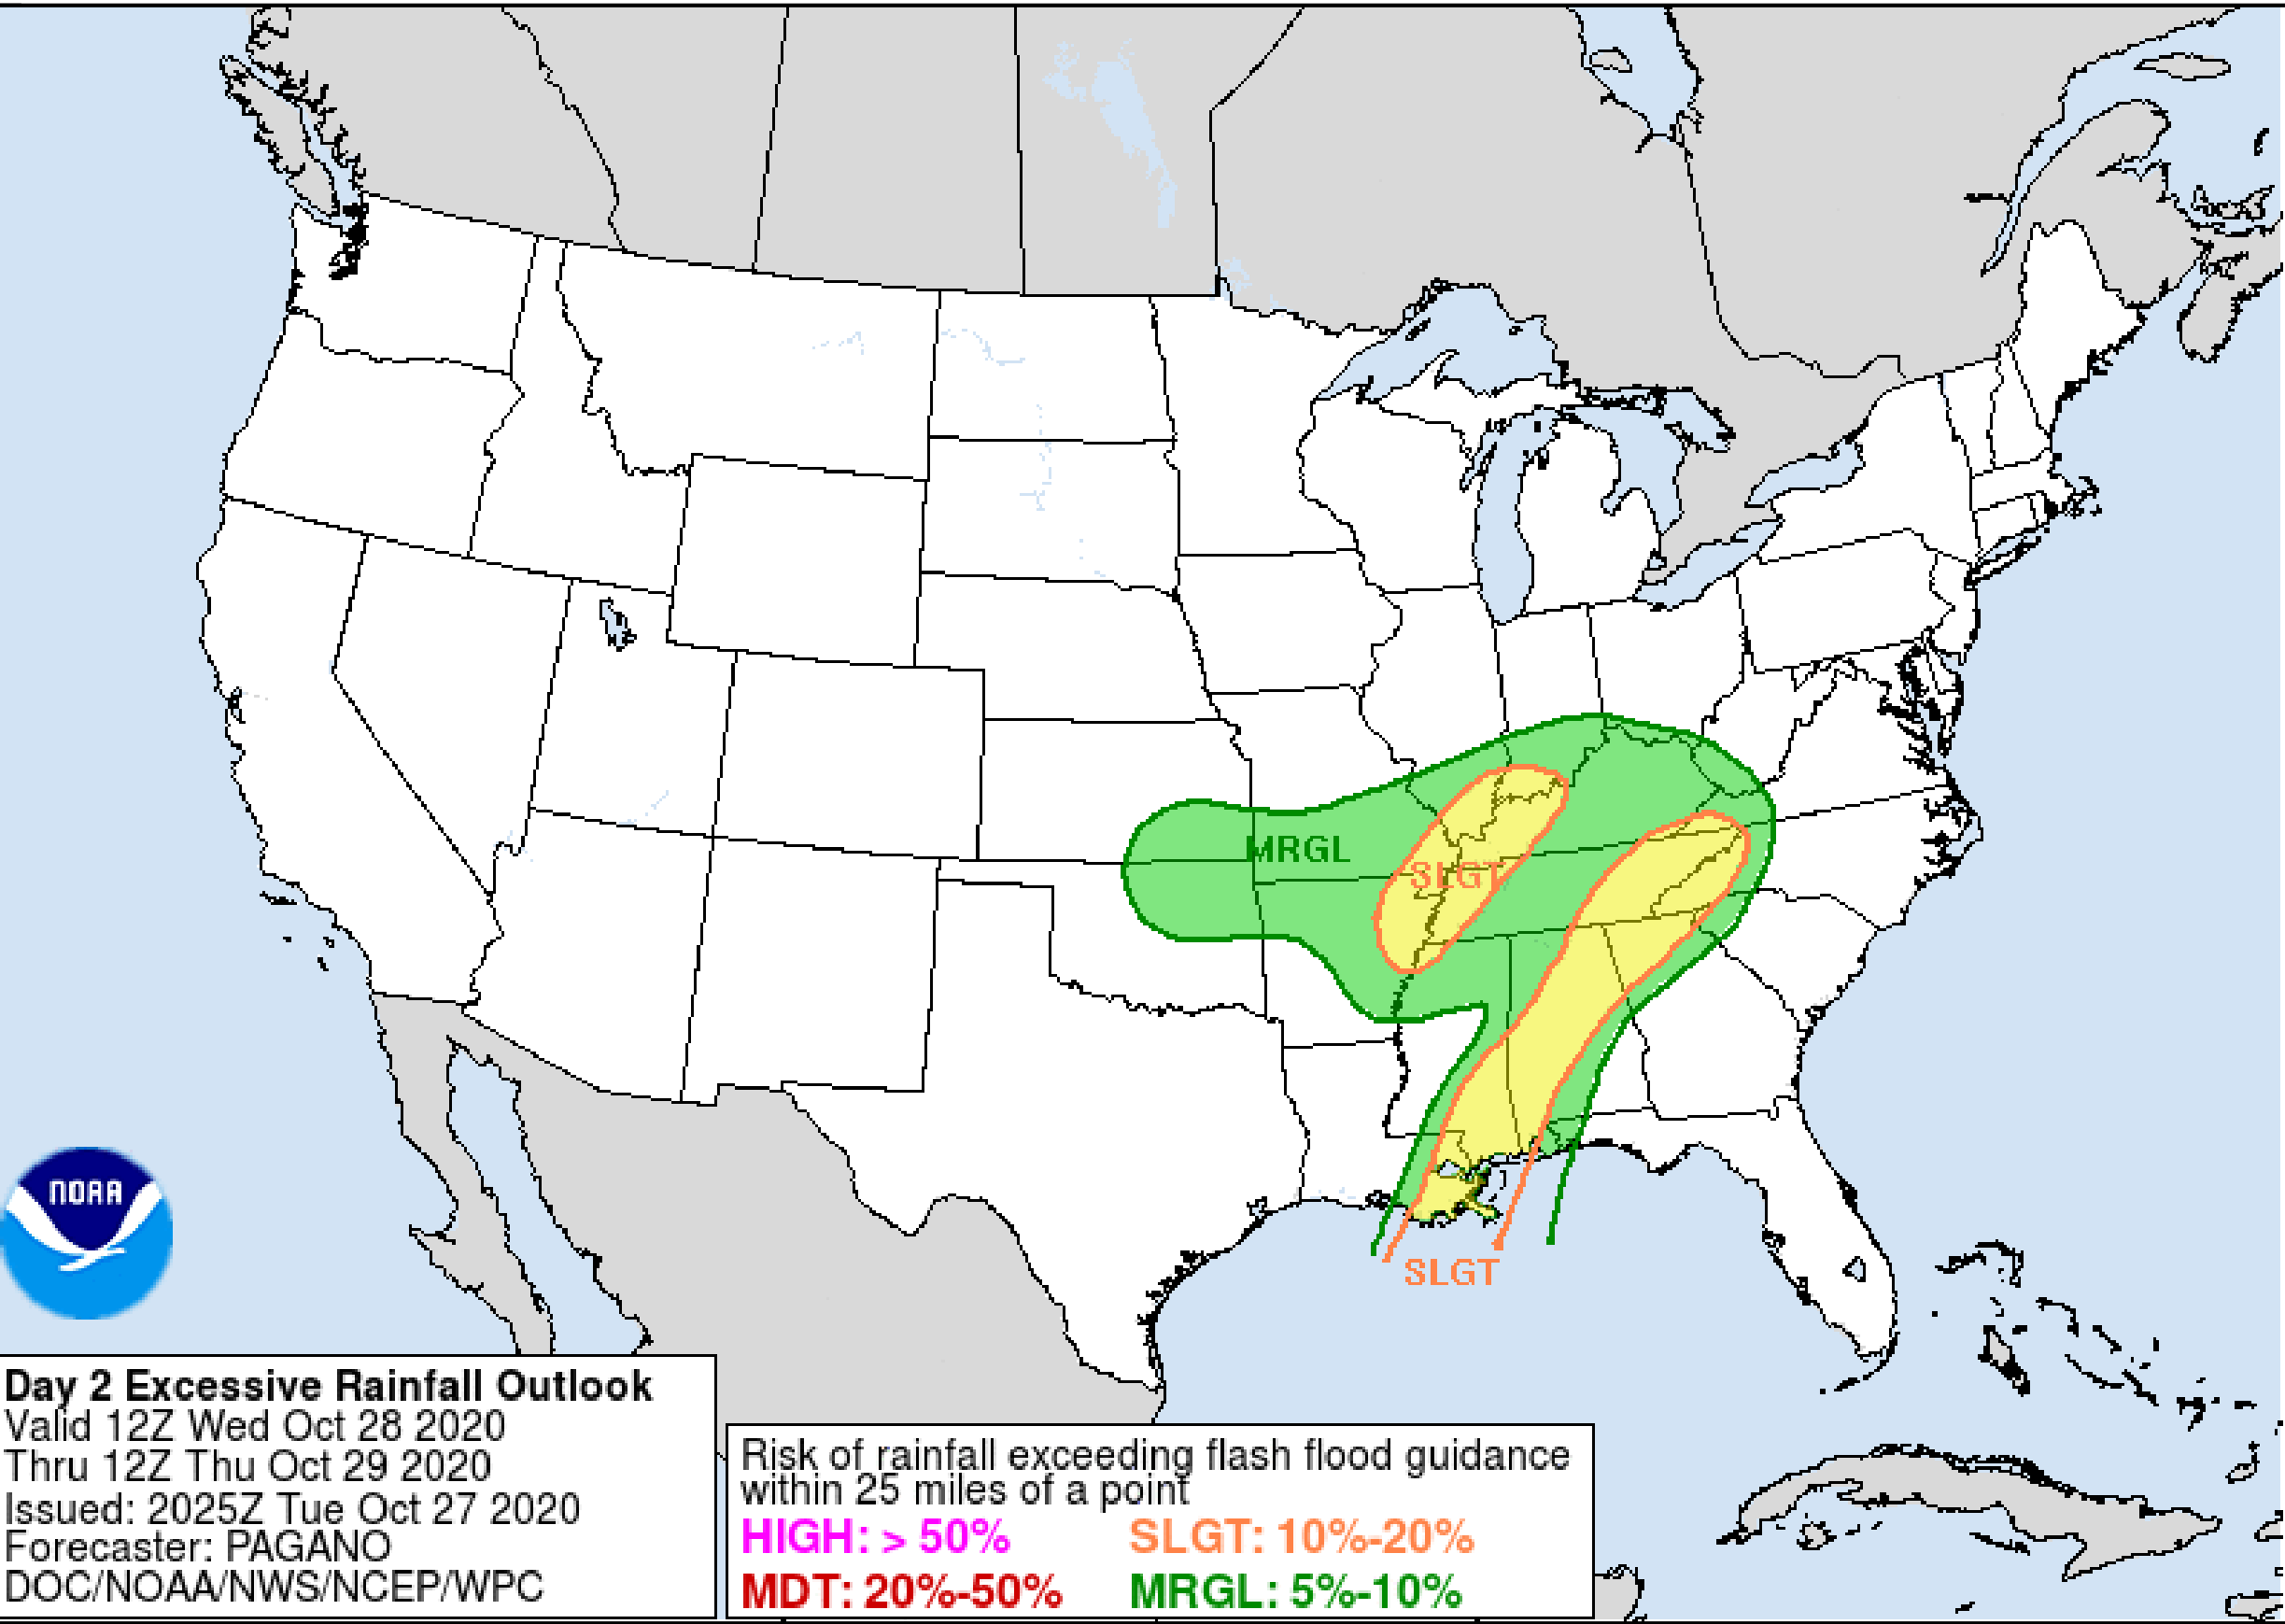 MRGL
SLGT
SLGT
NOAA
Day 2 Excessive Rainfall Outlook
Valid 12Z Wed Oct 28 2020
Thru 12Z Thu Oct 29 2020
Issued: 2025Z Tue Oct 27 2020
Forecaster: PAGANO
DOC/NOAA/NWS/NCEP/WPC
Risk of rainfall exceeding flash flood guidance
within 25 miles of a point
HIGH: > 50% SLGT: 10%-20%
MDT: 20%-50% MRGL: 5%-10%